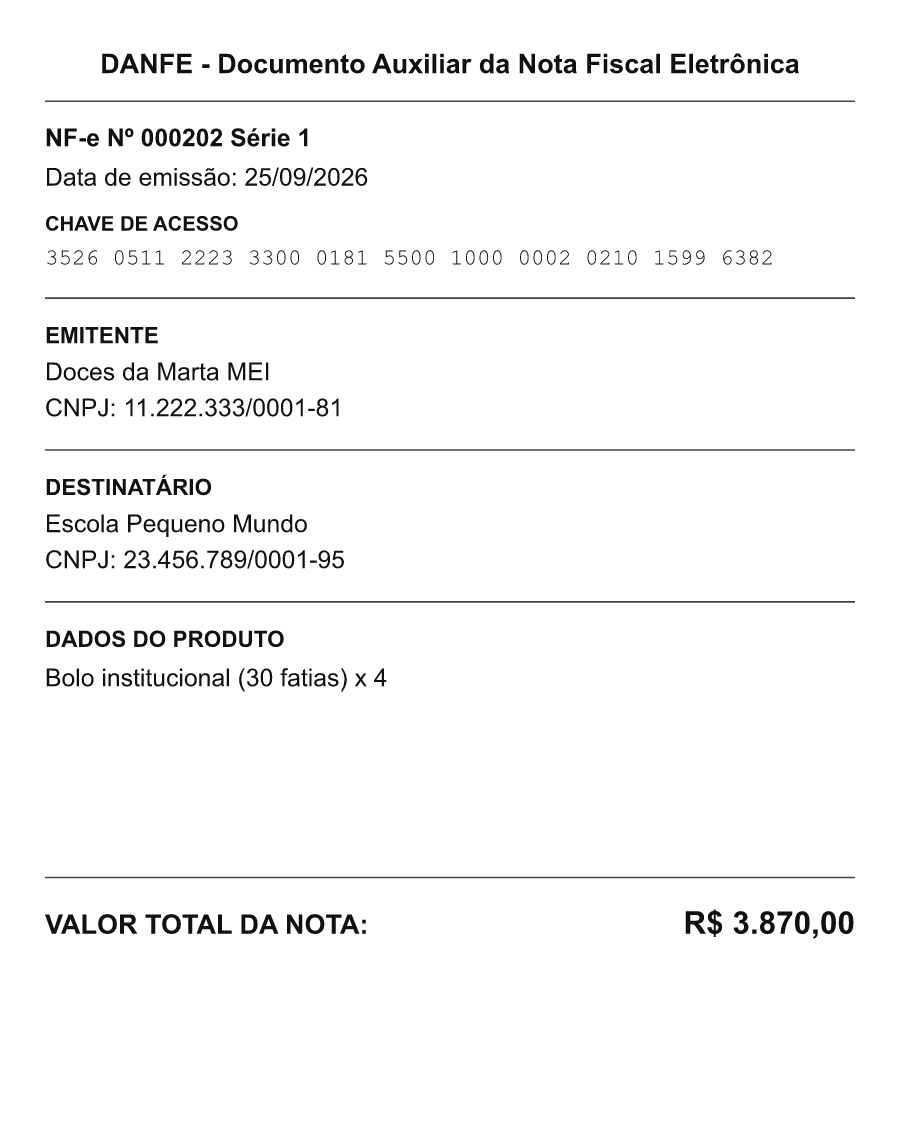 DANFE - Documento Auxiliar da Nota Fiscal Eletrônica
NF-e Nº 000202 Série 1
Data de emissão: 25/09/2026
CHAVE DE ACESSO
3526 0511 2223 3300 0181 5500 1000 0002 0210 1599 6382
EMITENTE
Doces da Marta MEI
CNPJ: 11.222.333/0001-81
DESTINATÁRIO
Escola Pequeno Mundo
CNPJ: 23.456.789/0001-95
DADOS DO PRODUTO
Bolo institucional (30 fatias) x 4
VALOR TOTAL DA NOTA: R$ 3.870,00